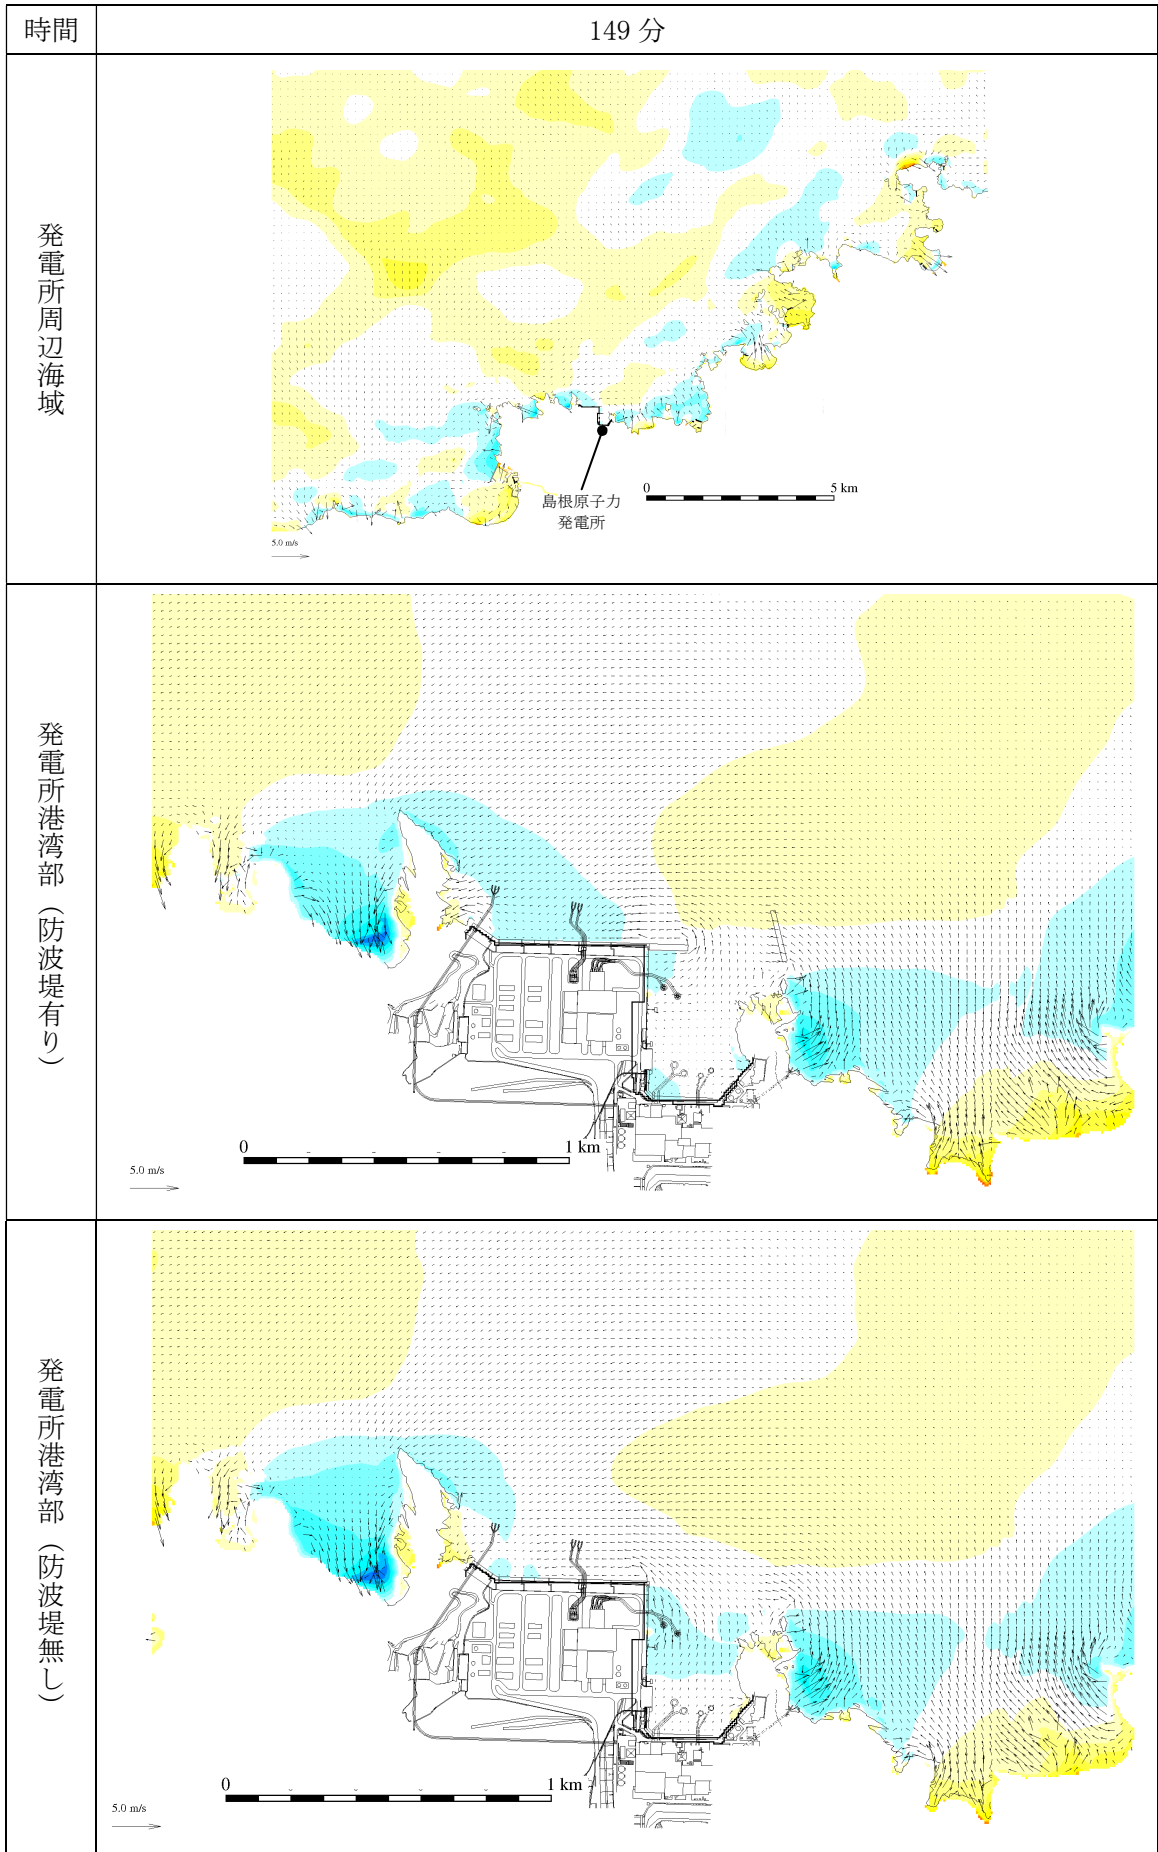 時間
149 分
発電所周辺海域
島根原子力
発電所
0
5 km
5.0 m/s
発電所港湾部（防波堤有り）
0
1 km
5.0 m/s
発電所港湾部（防波堤無し）
0
1 km
5.0 m/s